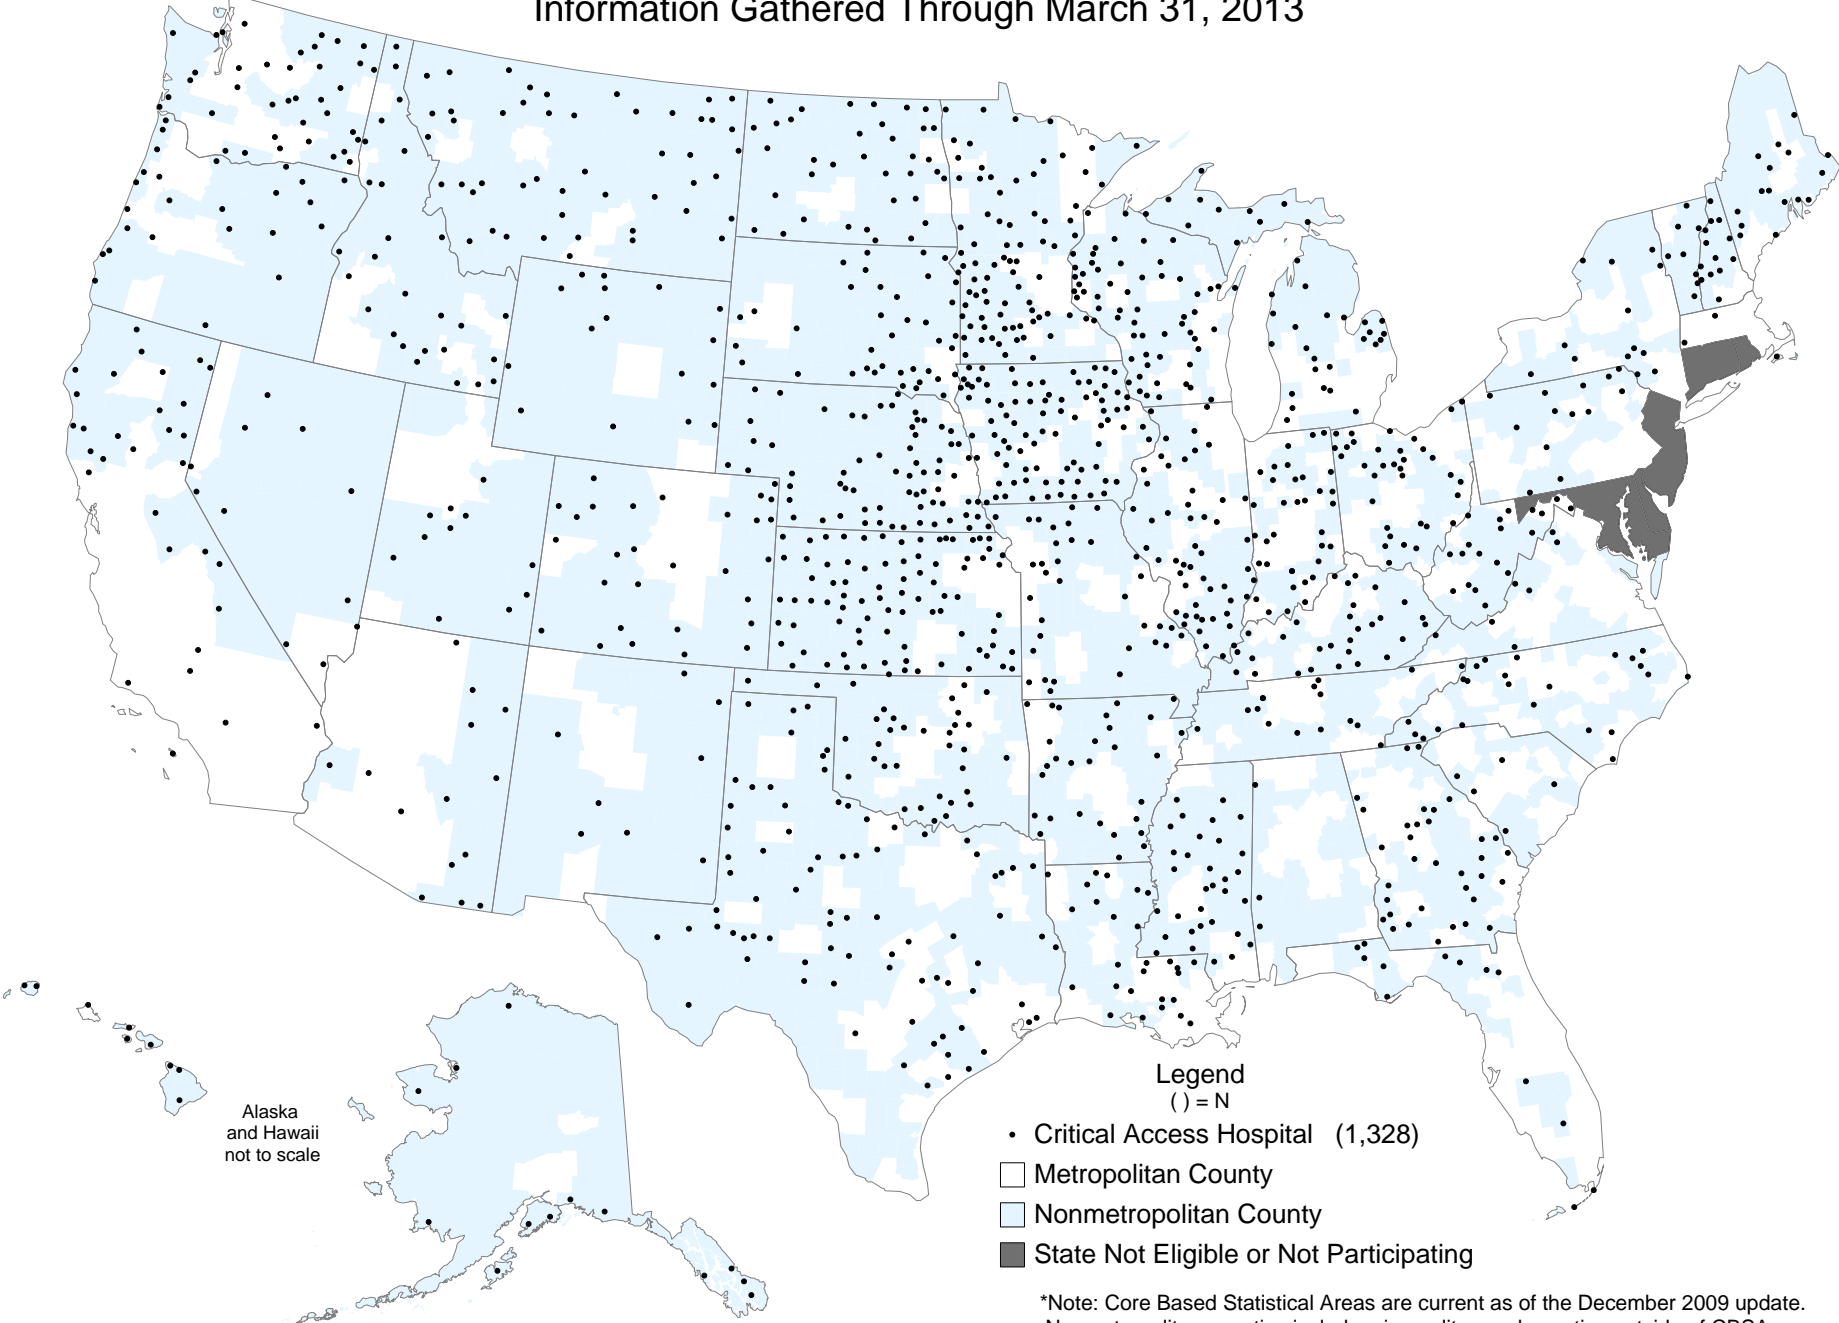 Information Gathered Through March 31, 2013
Alaska
and Hawaii
not to scale
Legend
( ) = N
Critical Access Hospital (1,328)
Metropolitan County
Nonmetropolitan County
State Not Eligible or Not Participating
*Note: Core Based Statistical Areas are current as of the December 2009 update.